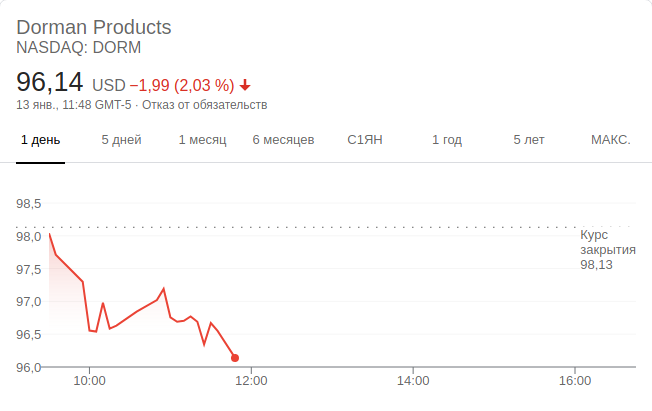 Dorman Products
NASDAQ: DORM
96,14 USD −1,99 (2,03 %)
13 янв., 11:48 GMT-5 · Отказ от обязательств
1 день 5 дней 1 месяц 6 месяцев С1ЯН 1 год 5 лет МАКС.
98,5
98,0
97,5
97,0
96,5
96,0
Курс
закрытия
98,13
10:00 12:00 14:00 16:00